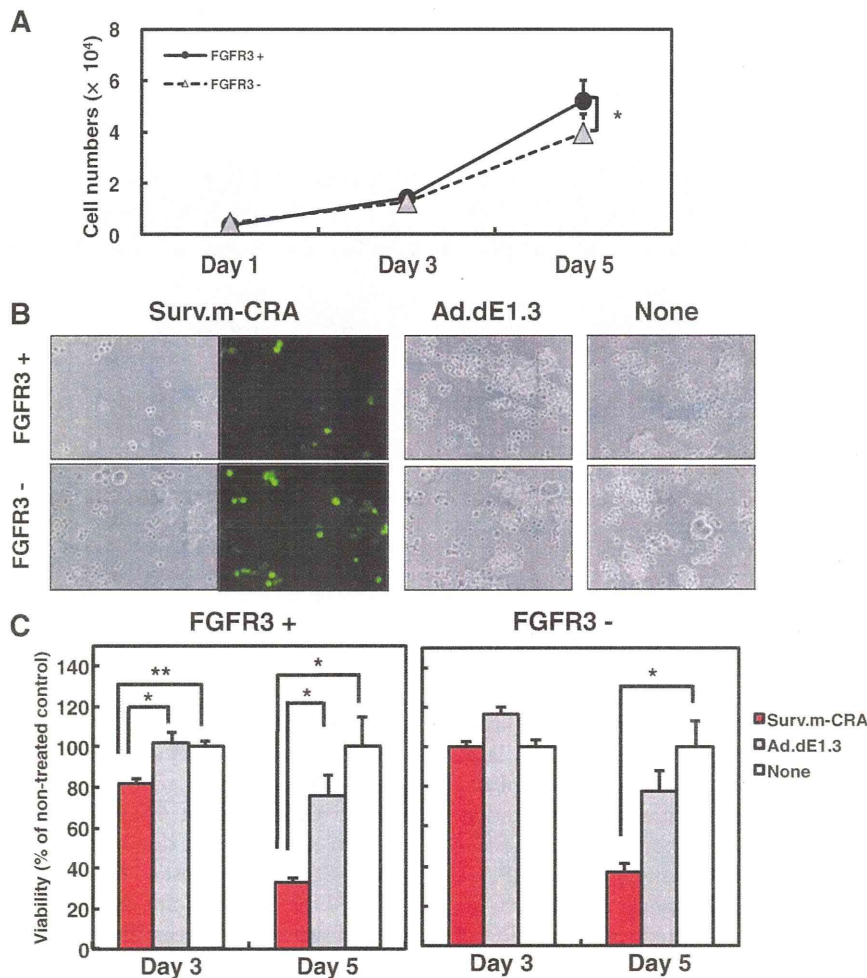 A
Cell numbers (× 10⁴)
8
6
4
2
0
FGFR3 +
FGFR3 -
*
Day 1
Day 3
Day 5
B
Surv.m-CRA
Ad.dE1.3
None
FGFR3 +
FGFR3 -
C
FGFR3 +
FGFR3 -
Viability (% of non-treated control)
140
120
100
80
60
40
20
0
**
*
*
*
*
Surv.m-CRA
Ad.dE1.3
None
Day 3
Day 5
Day 3
Day 5